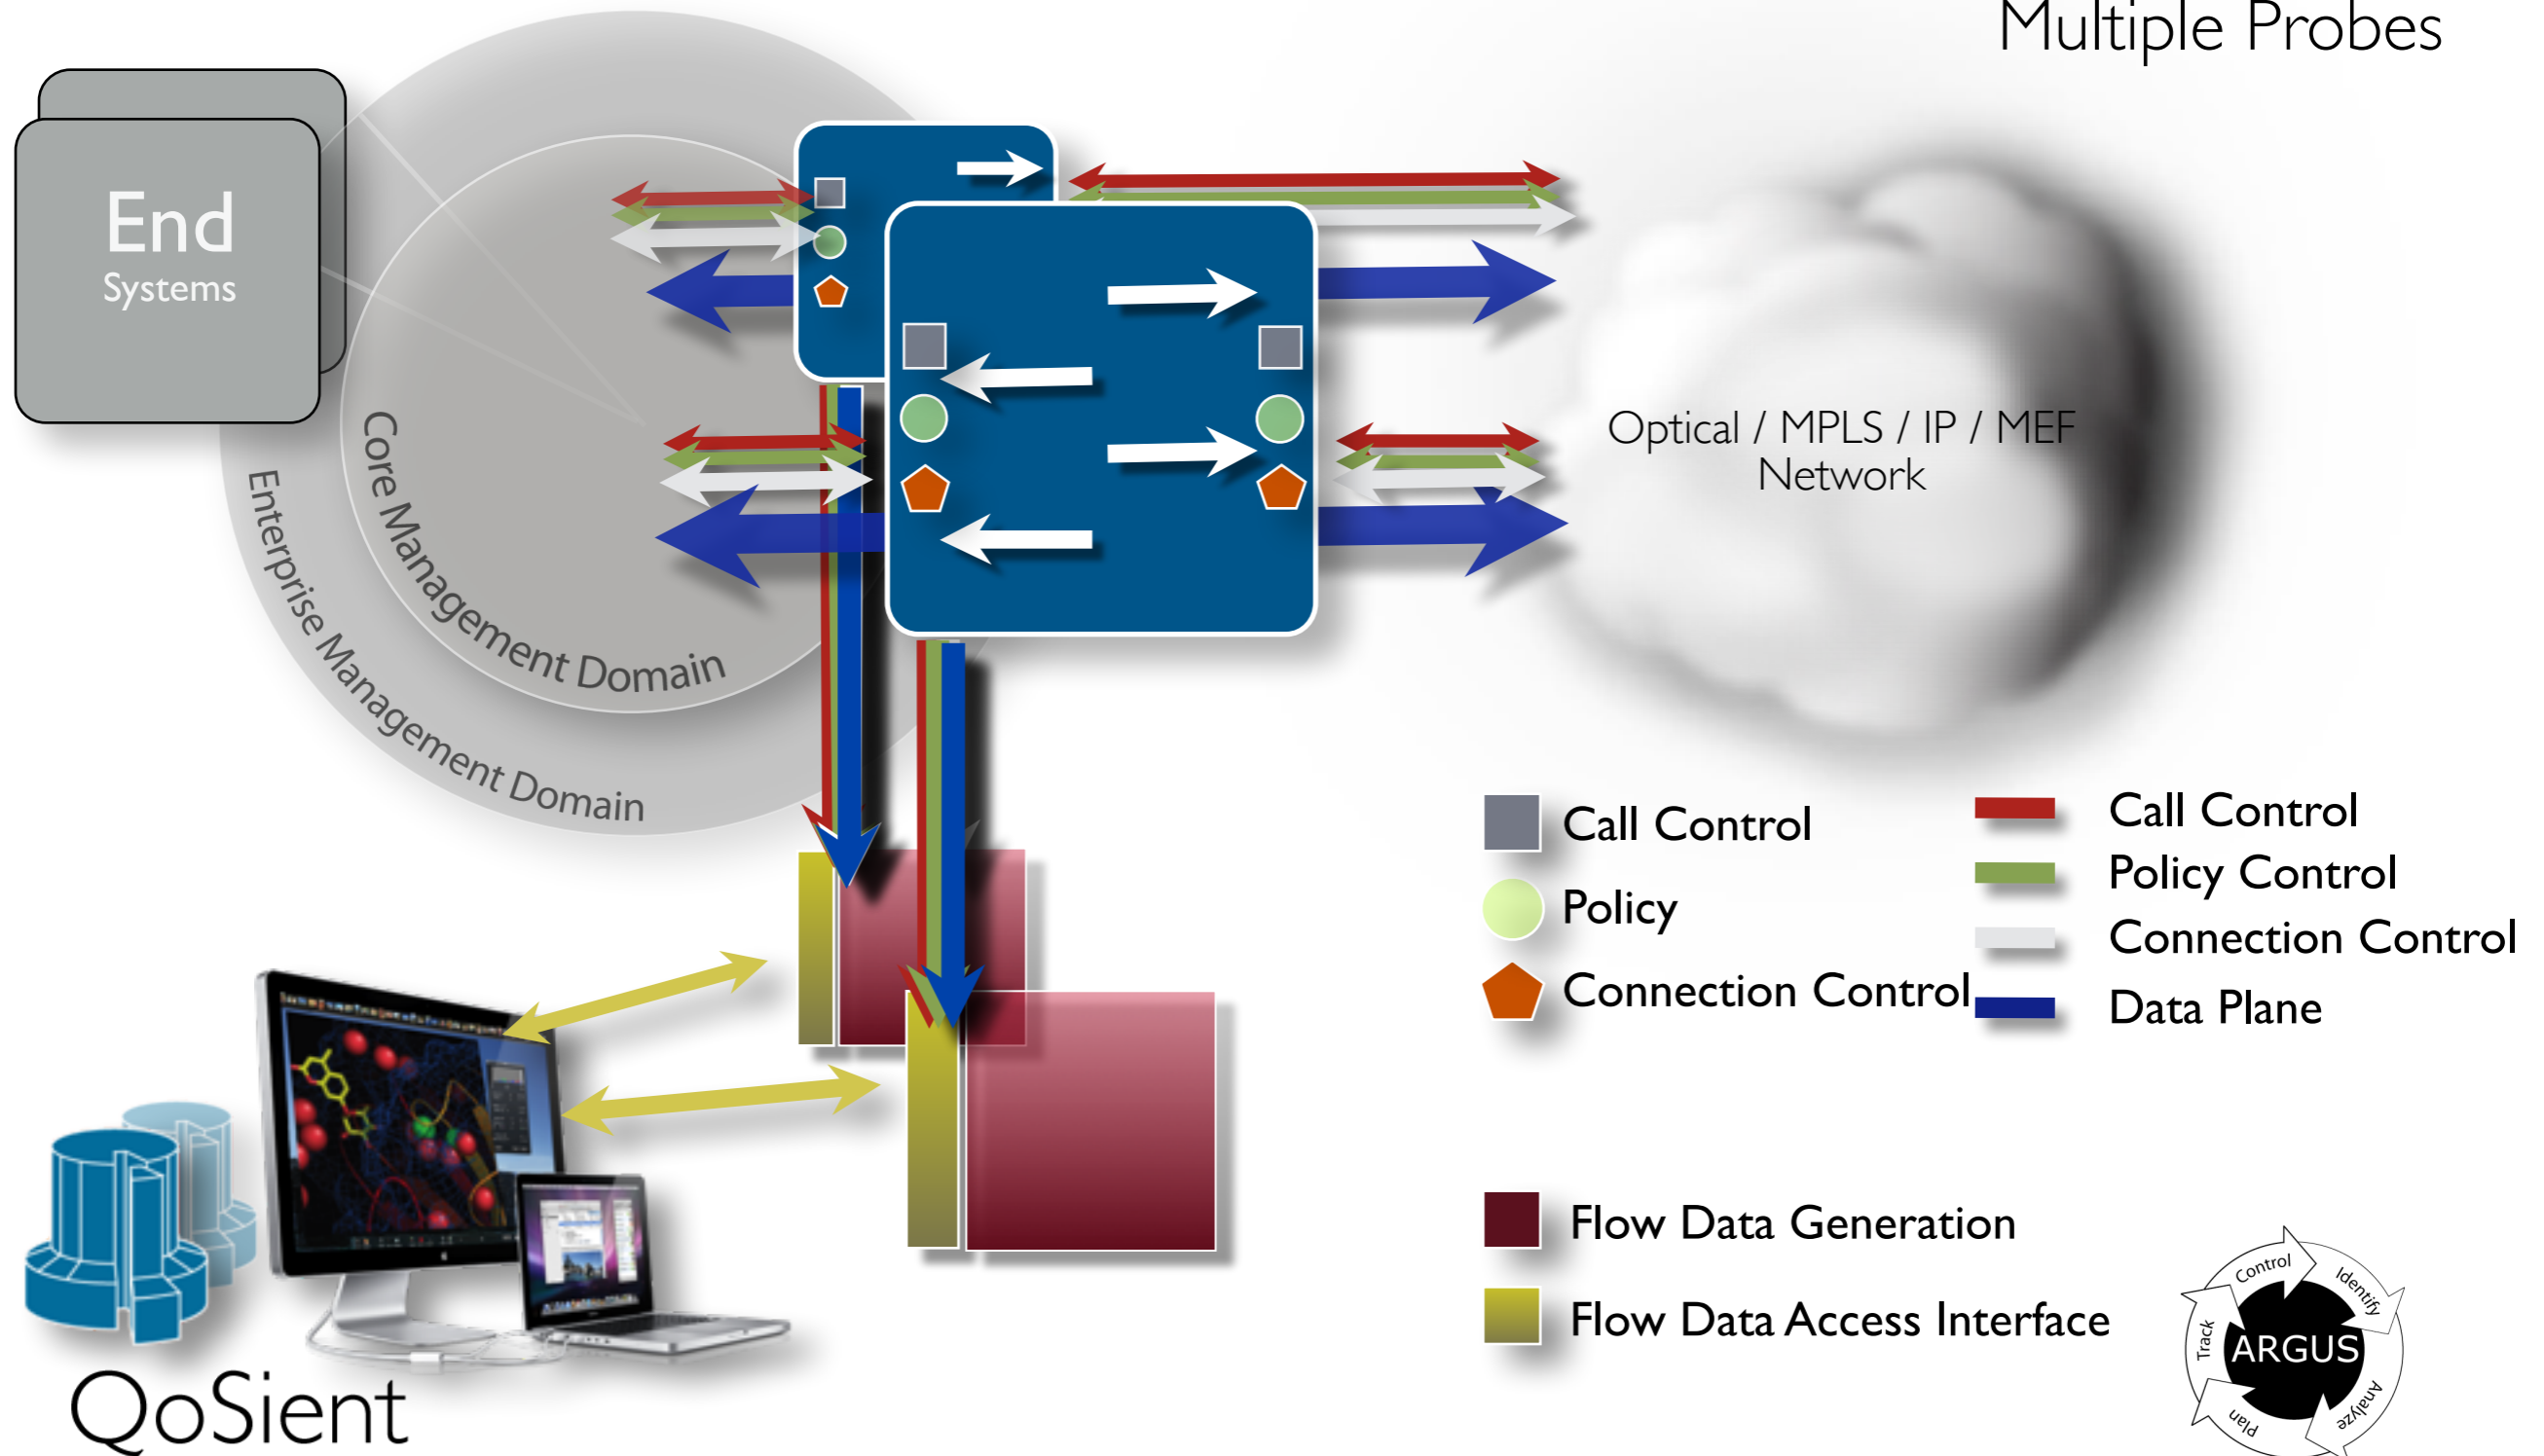 Multiple Probes
End
Systems
Core Management Domain
Enterprise Management Domain
Optical / MPLS / IP / MEF
Network
Call Control
Policy
Connection Control
Call Control
Policy Control
Connection Control
Data Plane
Flow Data Generation
Flow Data Access Interface
QoSient
Control
Identify
Analyze
Plan
Track
ARGUS